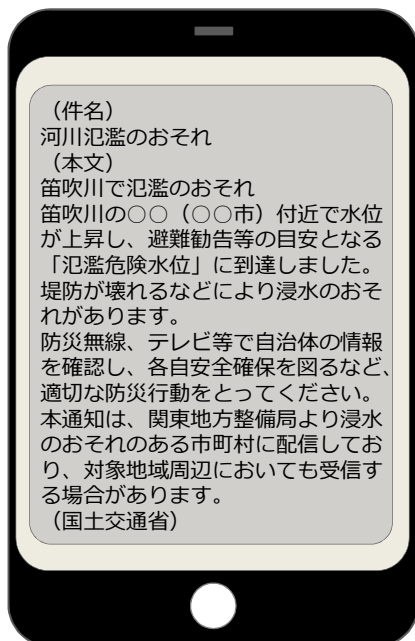 （件名）
河川氾濫のおそれ
（本文）
笛吹川で氾濫のおそれ
笛吹川の○○（○○市）付近で水位
が上昇し、避難勧告等の目安となる
「氾濫危険水位」に到達しました。
堤防が壊れるなどにより浸水のおそ
れがあります。
防災無線、テレビ等で自治体の情報
を確認し、各自安全確保を図るなど、
適切な防災行動をとってください。
本通知は、関東地方整備局より浸水
のおそれのある市町村に配信してお
り、対象地域周辺においても受信す
る場合があります。
（国土交通省）